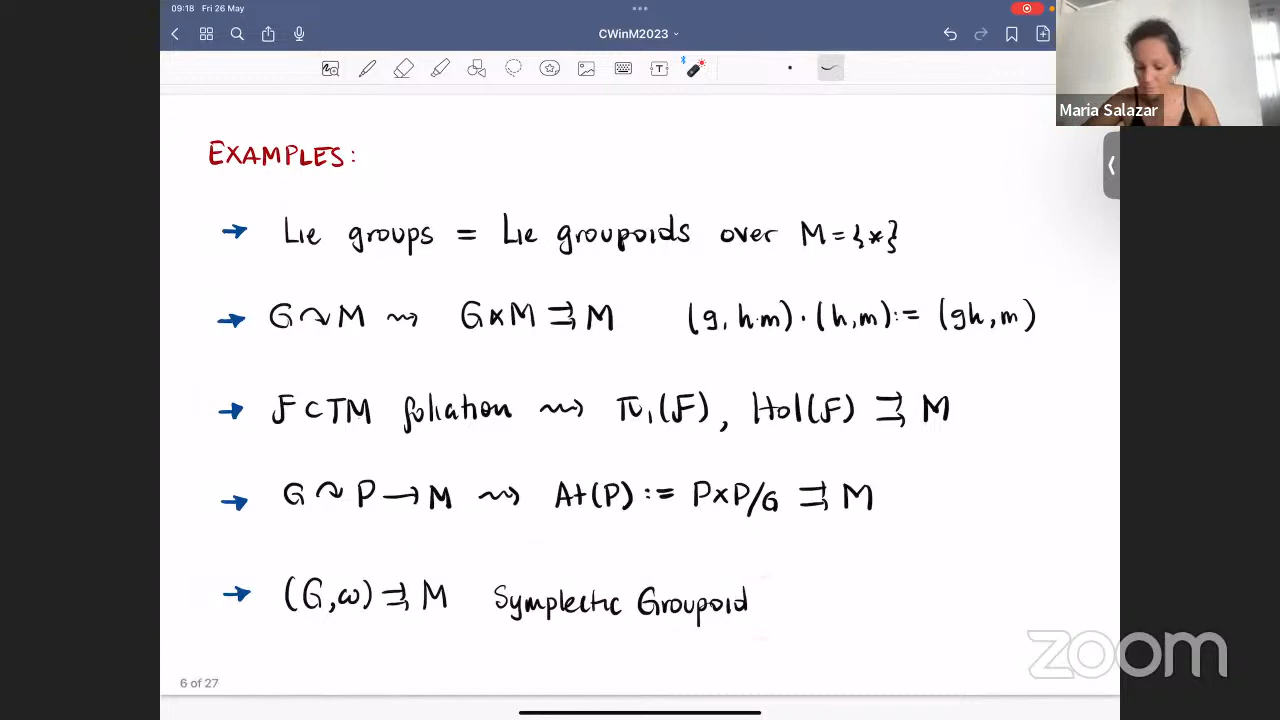 09:18 Fri 26 May
CWinM2023
Maria Salazar
EXAMPLES:
→ Lie groups = Lie groupoids over M = {*}
→ G ↷ M ⇝ G ⋉ M ⇉ M (g, h·m)·(h, m) := (gh, m)
→ F ⊂ TM foliation ⇝ Π₁(F), Hol(F) ⇉ M
→ G ↷ P → M ⇝ At(P) := P×P/G ⇉ M
→ (G, ω) ⇉ M Symplectic Groupoid
6 of 27
zoom